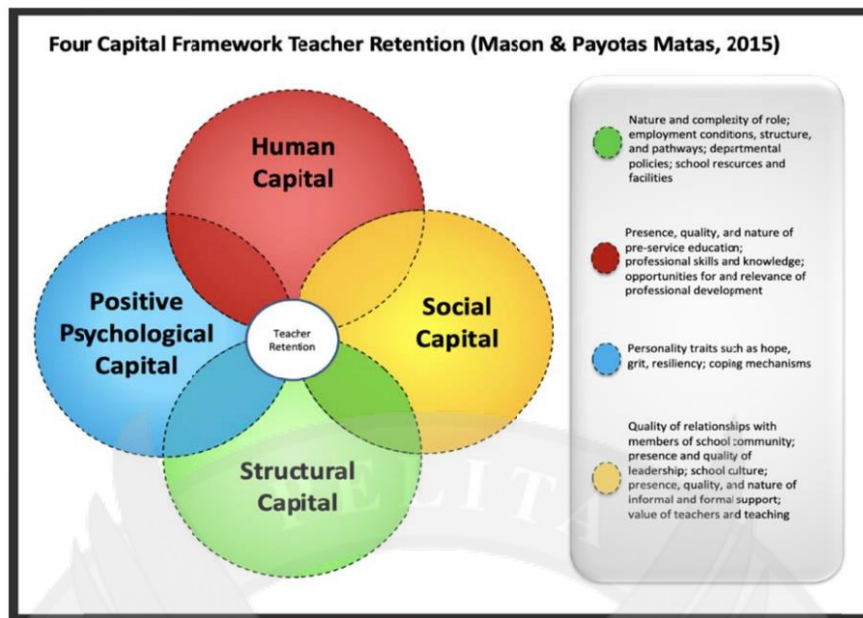 Four Capital Framework Teacher Retention (Mason & Payotas Matas, 2015)
Human
Capital
Positive
Psychological
Capital
Teacher
Retention
Social
Capital
Structural
Capital
Nature and complexity of role;
employment conditions, structure,
and pathways; departmental
policies; school resources and
facilities
Presence, quality, and nature of
pre-service education;
professional skills and knowledge;
opportunities for and relevance of
professional development
Personality traits such as hope,
grit, resiliency; coping mechanisms
Quality of relationships with
members of school community;
presence and quality of
leadership; school culture;
presence, quality, and nature of
informal and formal support;
value of teachers and teaching
PELITA